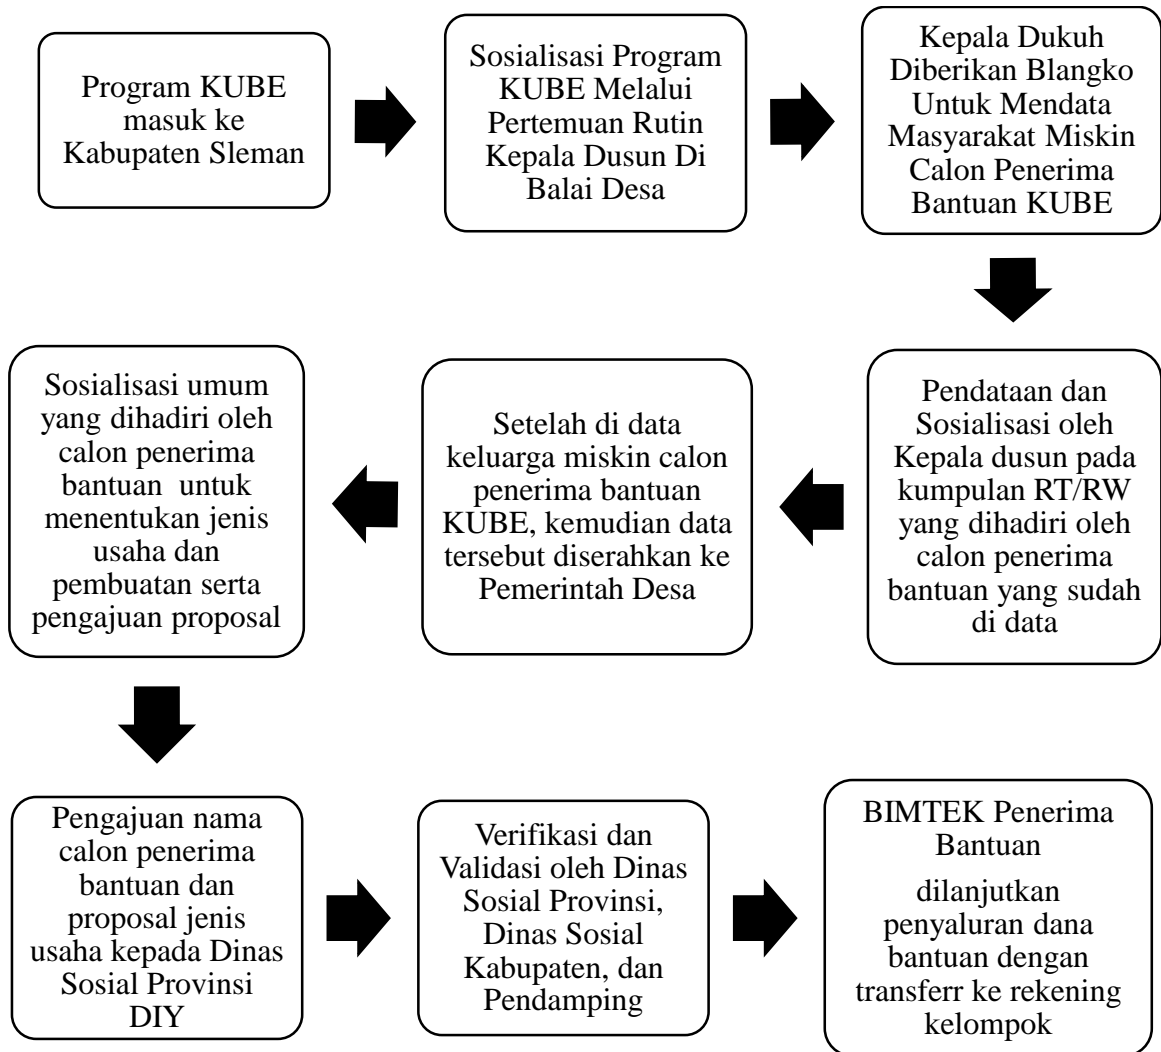 Program KUBE
masuk ke
Kabupaten Sleman
Sosialisasi Program
KUBE Melalui
Pertemuan Rutin
Kepala Dusun Di
Balai Desa
Kepala Dukuh
Diberikan Blangko
Untuk Mendata
Masyarakat Miskin
Calon Penerima
Bantuan KUBE
Pendataan dan
Sosialisasi oleh
Kepala dusun pada
kumpulan RT/RW
yang dihadiri oleh
calon penerima
bantuan yang sudah
di data
Setelah di data
keluarga miskin calon
penerima bantuan
KUBE, kemudian data
tersebut diserahkan ke
Pemerintah Desa
Sosialisasi umum
yang dihadiri oleh
calon penerima
bantuan untuk
menentukan jenis
usaha dan
pembuatan serta
pengajuan proposal
Pengajuan nama
calon penerima
bantuan dan
proposal jenis
usaha kepada Dinas
Sosial Provinsi
DIY
Verifikasi dan
Validasi oleh Dinas
Sosial Provinsi,
Dinas Sosial
Kabupaten, dan
Pendamping
BIMTEK Penerima
Bantuan
dilanjutkan
penyaluran dana
bantuan dengan
transferr ke rekening
kelompok